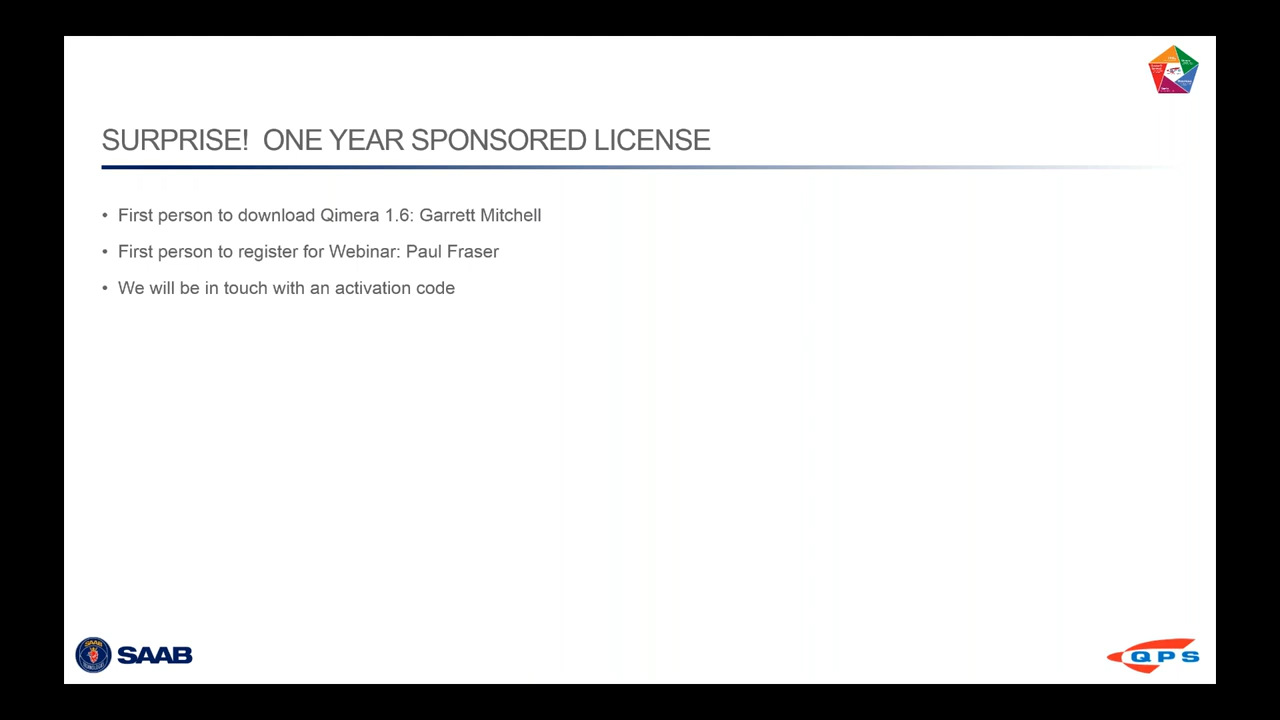 SURPRISE! ONE YEAR SPONSORED LICENSE
• First person to download Qimera 1.6: Garrett Mitchell
• First person to register for Webinar: Paul Fraser
• We will be in touch with an activation code
SAAB
QPS